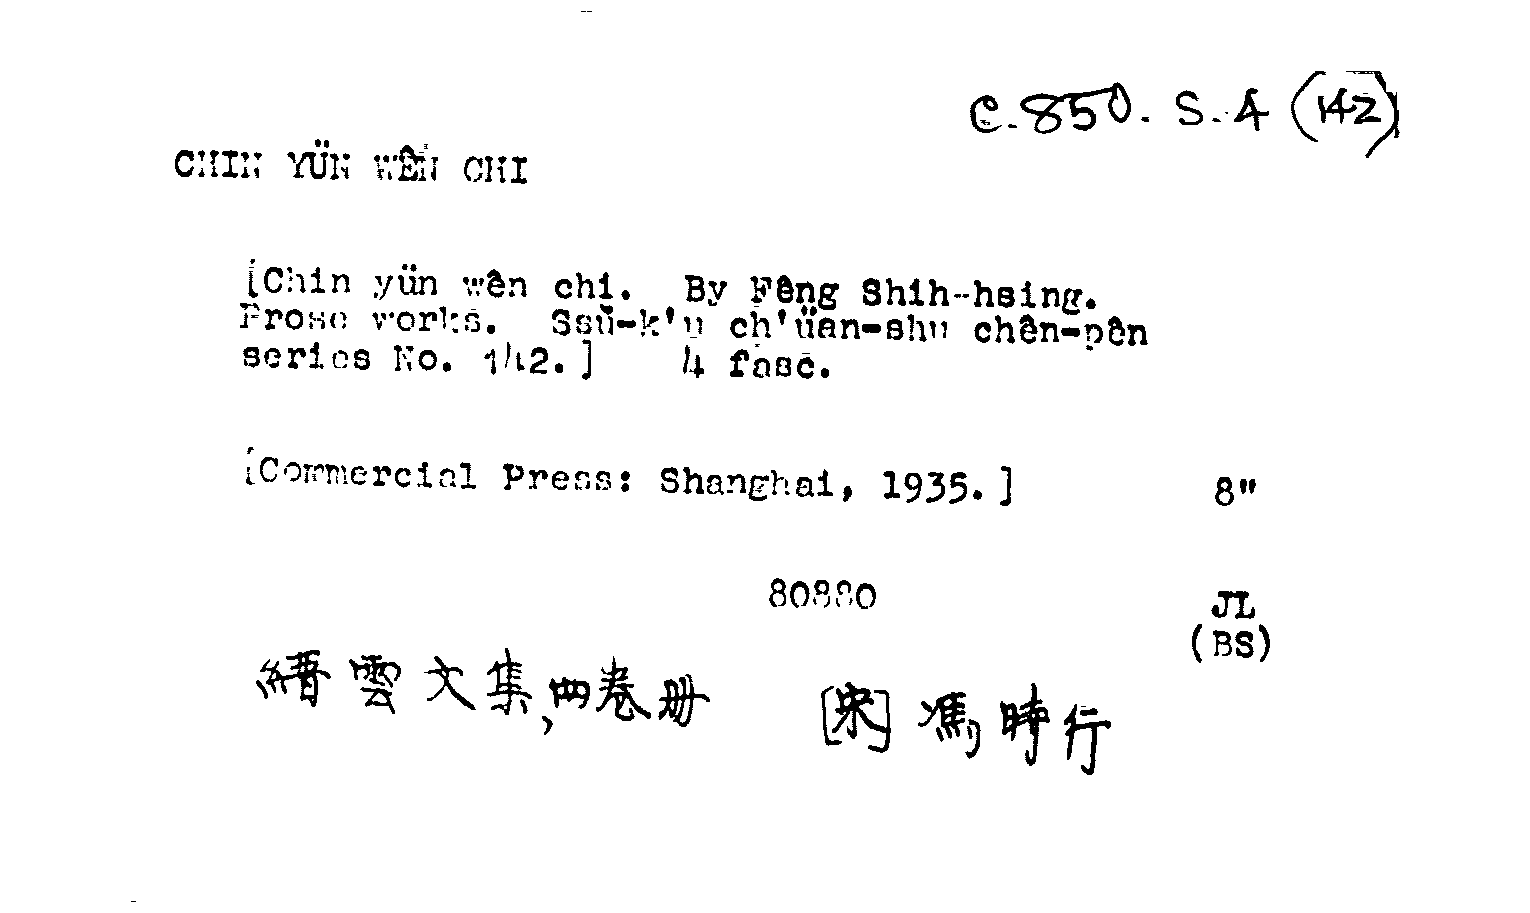 C.850.S.4 (142)
CHIN YÜN WÊN CHI
[Chin yün wên chi. By Fêng Shih-hsing.
Prose works. Ssŭ-k'u ch'üan-shu chên-pên
series No. 142.] 4 fasc.
[Commercial Press: Shanghai, 1935.] 8"
80880 JL
(BS)
縉雲文集,四卷册 [宋] 馮時行